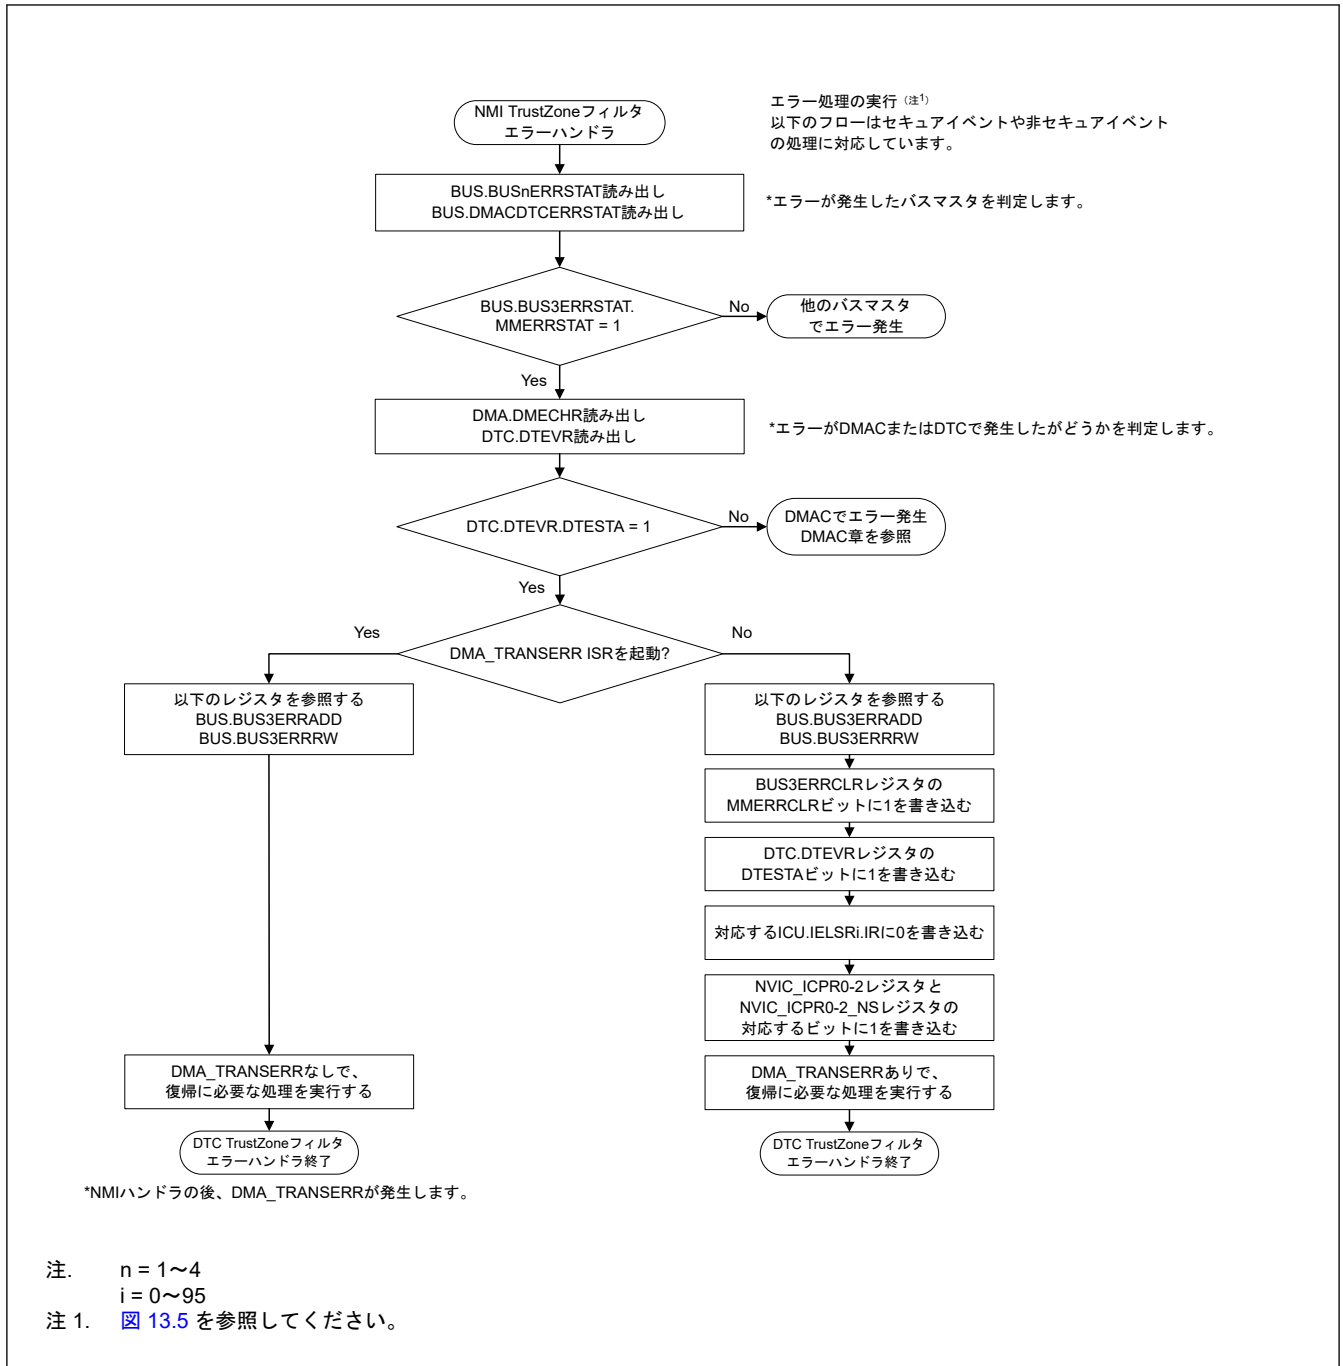 NMI TrustZoneフィルタ
エラーハンドラ
エラー処理の実行（注1）
以下のフローはセキュアイベントや非セキュアイベント
の処理に対応しています。
BUS.BUSnERRSTAT読み出し
BUS.DMACDTCERRSTAT読み出し
*エラーが発生したバスマスタを判定します。
BUS.BUS3ERRSTAT.
MMERRSTAT = 1
No
他のバスマスタ
でエラー発生
Yes
DMA.DMECHR読み出し
DTC.DTEVR読み出し
*エラーがDMACまたはDTCで発生したがどうかを判定します。
DTC.DTEVR.DTESTA = 1
No
DMACでエラー発生
DMAC章を参照
Yes
DMA_TRANSERR ISRを起動?
Yes
No
以下のレジスタを参照する
BUS.BUS3ERRADD
BUS.BUS3ERRRW
以下のレジスタを参照する
BUS.BUS3ERRADD
BUS.BUS3ERRRW
BUS3ERRCLRレジスタの
MMERRCLRビットに1を書き込む
DTC.DTEVRレジスタの
DTESTAビットに1を書き込む
対応するICU.IELSRi.IRに0を書き込む
NVIC_ICPR0-2レジスタと
NVIC_ICPR0-2_NSレジスタの
対応するビットに1を書き込む
DMA_TRANSERRなしで、
復帰に必要な処理を実行する
DMA_TRANSERRありで、
復帰に必要な処理を実行する
DTC TrustZoneフィルタ
エラーハンドラ終了
DTC TrustZoneフィルタ
エラーハンドラ終了
*NMIハンドラの後、DMA_TRANSERRが発生します。
注. n = 1～4
i = 0～95
注 1. 図 13.5 を参照してください。